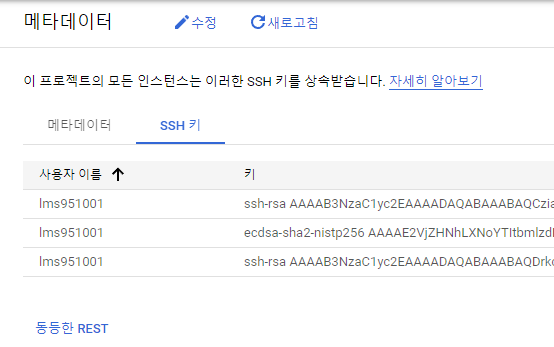 메타데이터 수정 새로고침
이 프로젝트의 모든 인스턴스는 이러한 SSH 키를 상속받습니다. 자세히 알아보기
메타데이터 SSH 키
사용자 이름 키
lms951001 ssh-rsa AAAAB3NzaC1yc2EAAAADAQABAAABAQCzia
lms951001 ecdsa-sha2-nistp256 AAAAE2VjZHNhLXNoYTItbmlzdI
lms951001 ssh-rsa AAAAB3NzaC1yc2EAAAADAQABAAABAQDrko
동등한 REST